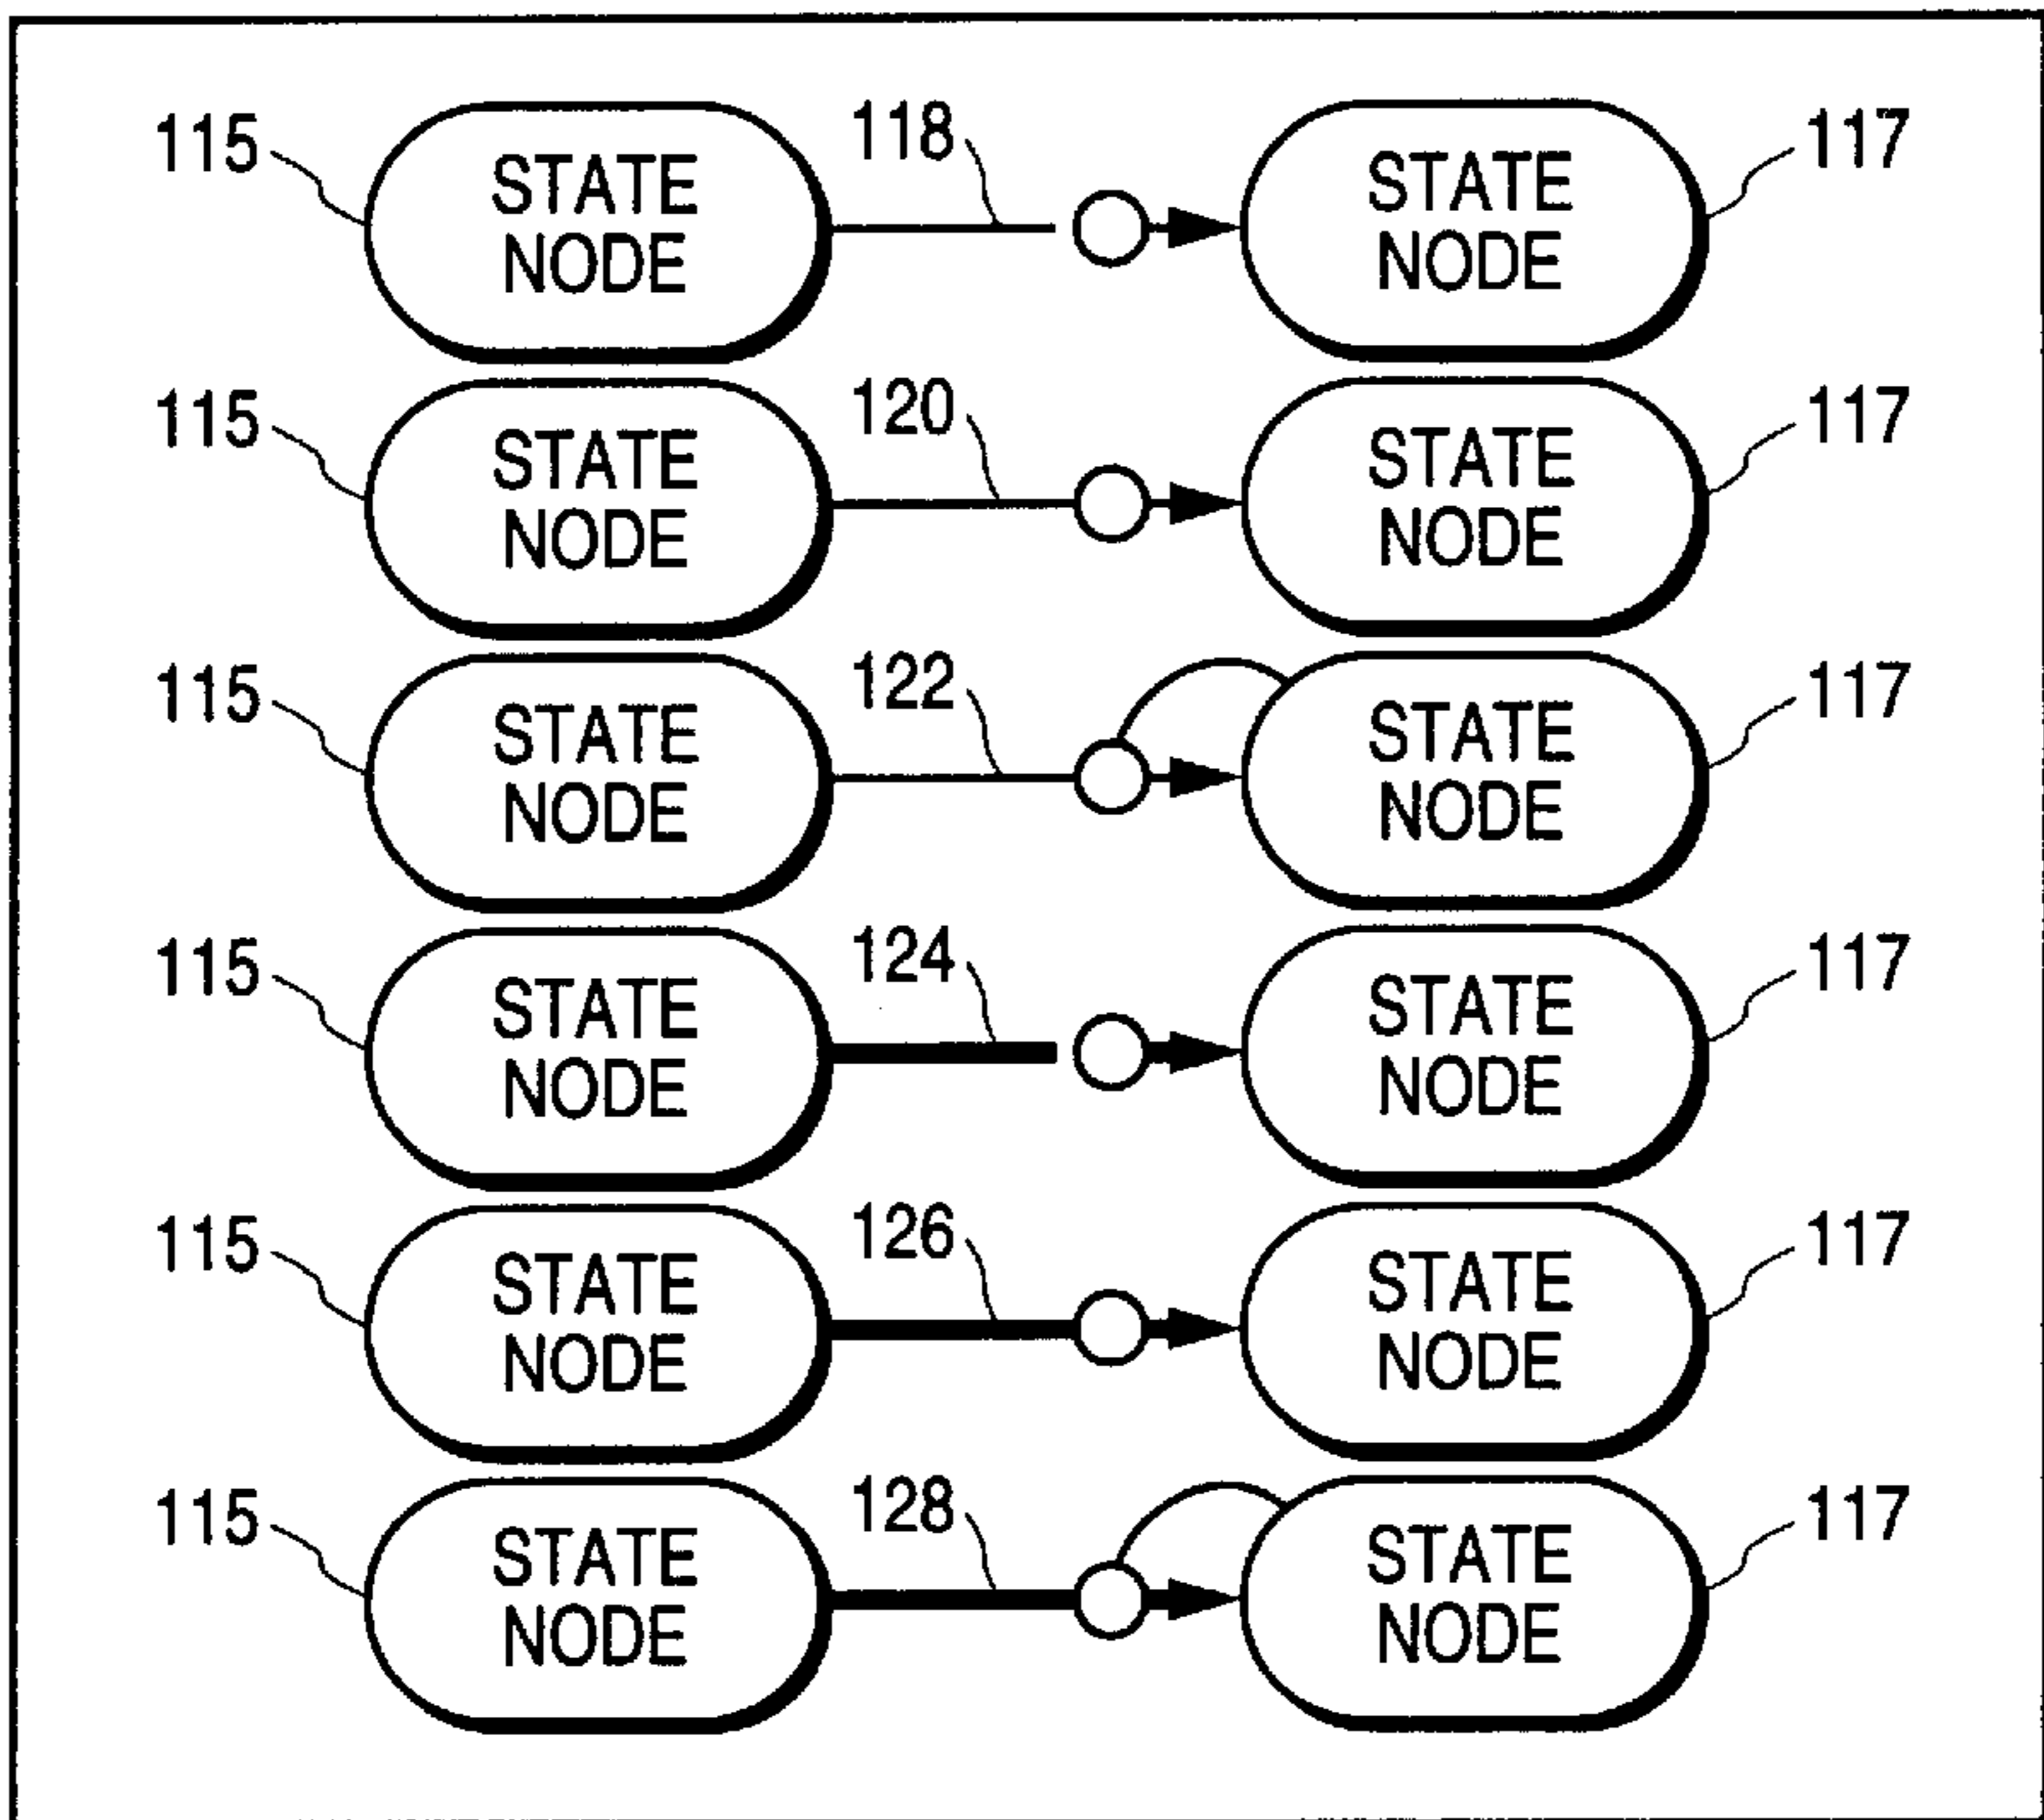 115 STATE NODE 118 STATE NODE 117
115 STATE NODE 120 STATE NODE 117
115 STATE NODE 122 STATE NODE 117
115 STATE NODE 124 STATE NODE 117
115 STATE NODE 126 STATE NODE 117
115 STATE NODE 128 STATE NODE 117